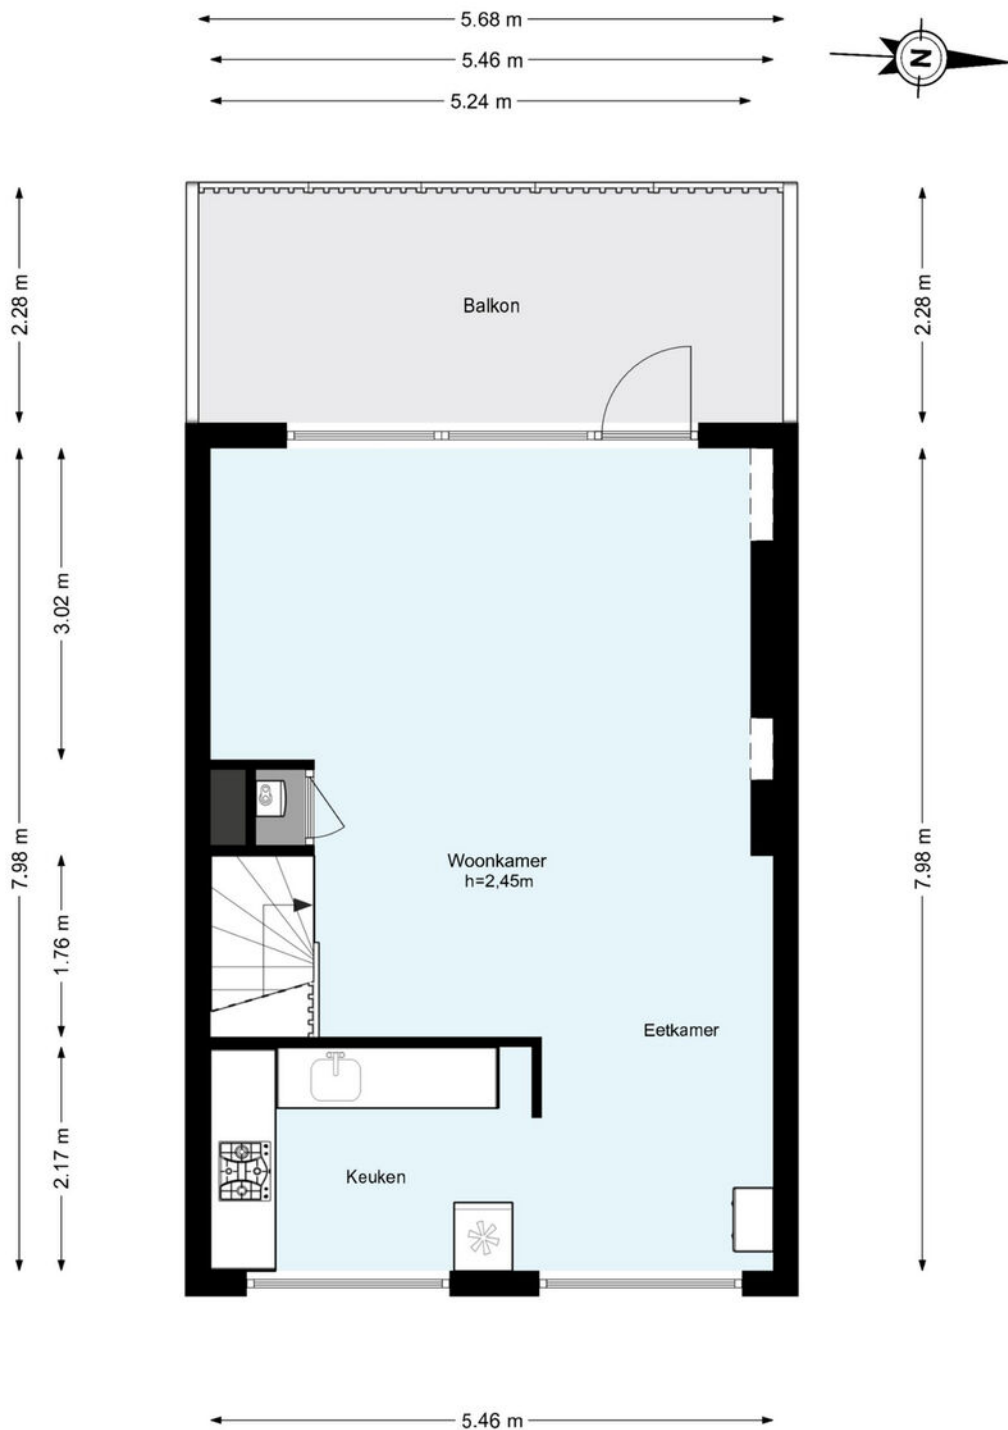 5.68 m
5.46 m
N
5.24 m
2.28 m
2.28 m
Balkon
3.02 m
7.98 m
7.98 m
Woonkamer
h=2,45m
1.76 m
Eetkamer
2.17 m
Keuken
5.46 m